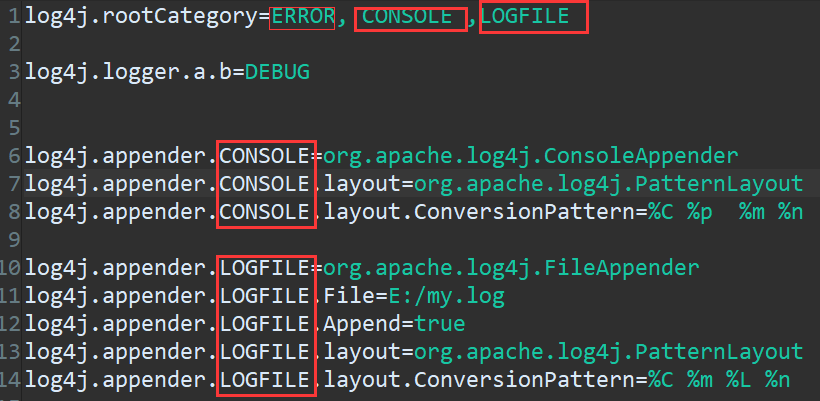 1 log4j.rootCategory=ERROR, CONSOLE ,LOGFILE
2
3 log4j.logger.a.b=DEBUG
4
5
6 log4j.appender.CONSOLE=org.apache.log4j.ConsoleAppender
7 log4j.appender.CONSOLE.layout=org.apache.log4j.PatternLayout
8 log4j.appender.CONSOLE.layout.ConversionPattern=%C %p  %m %n
9
10 log4j.appender.LOGFILE=org.apache.log4j.FileAppender
11 log4j.appender.LOGFILE.File=E:/my.log
12 log4j.appender.LOGFILE.Append=true
13 log4j.appender.LOGFILE.layout=org.apache.log4j.PatternLayout
14 log4j.appender.LOGFILE.layout.ConversionPattern=%C %m %L %n